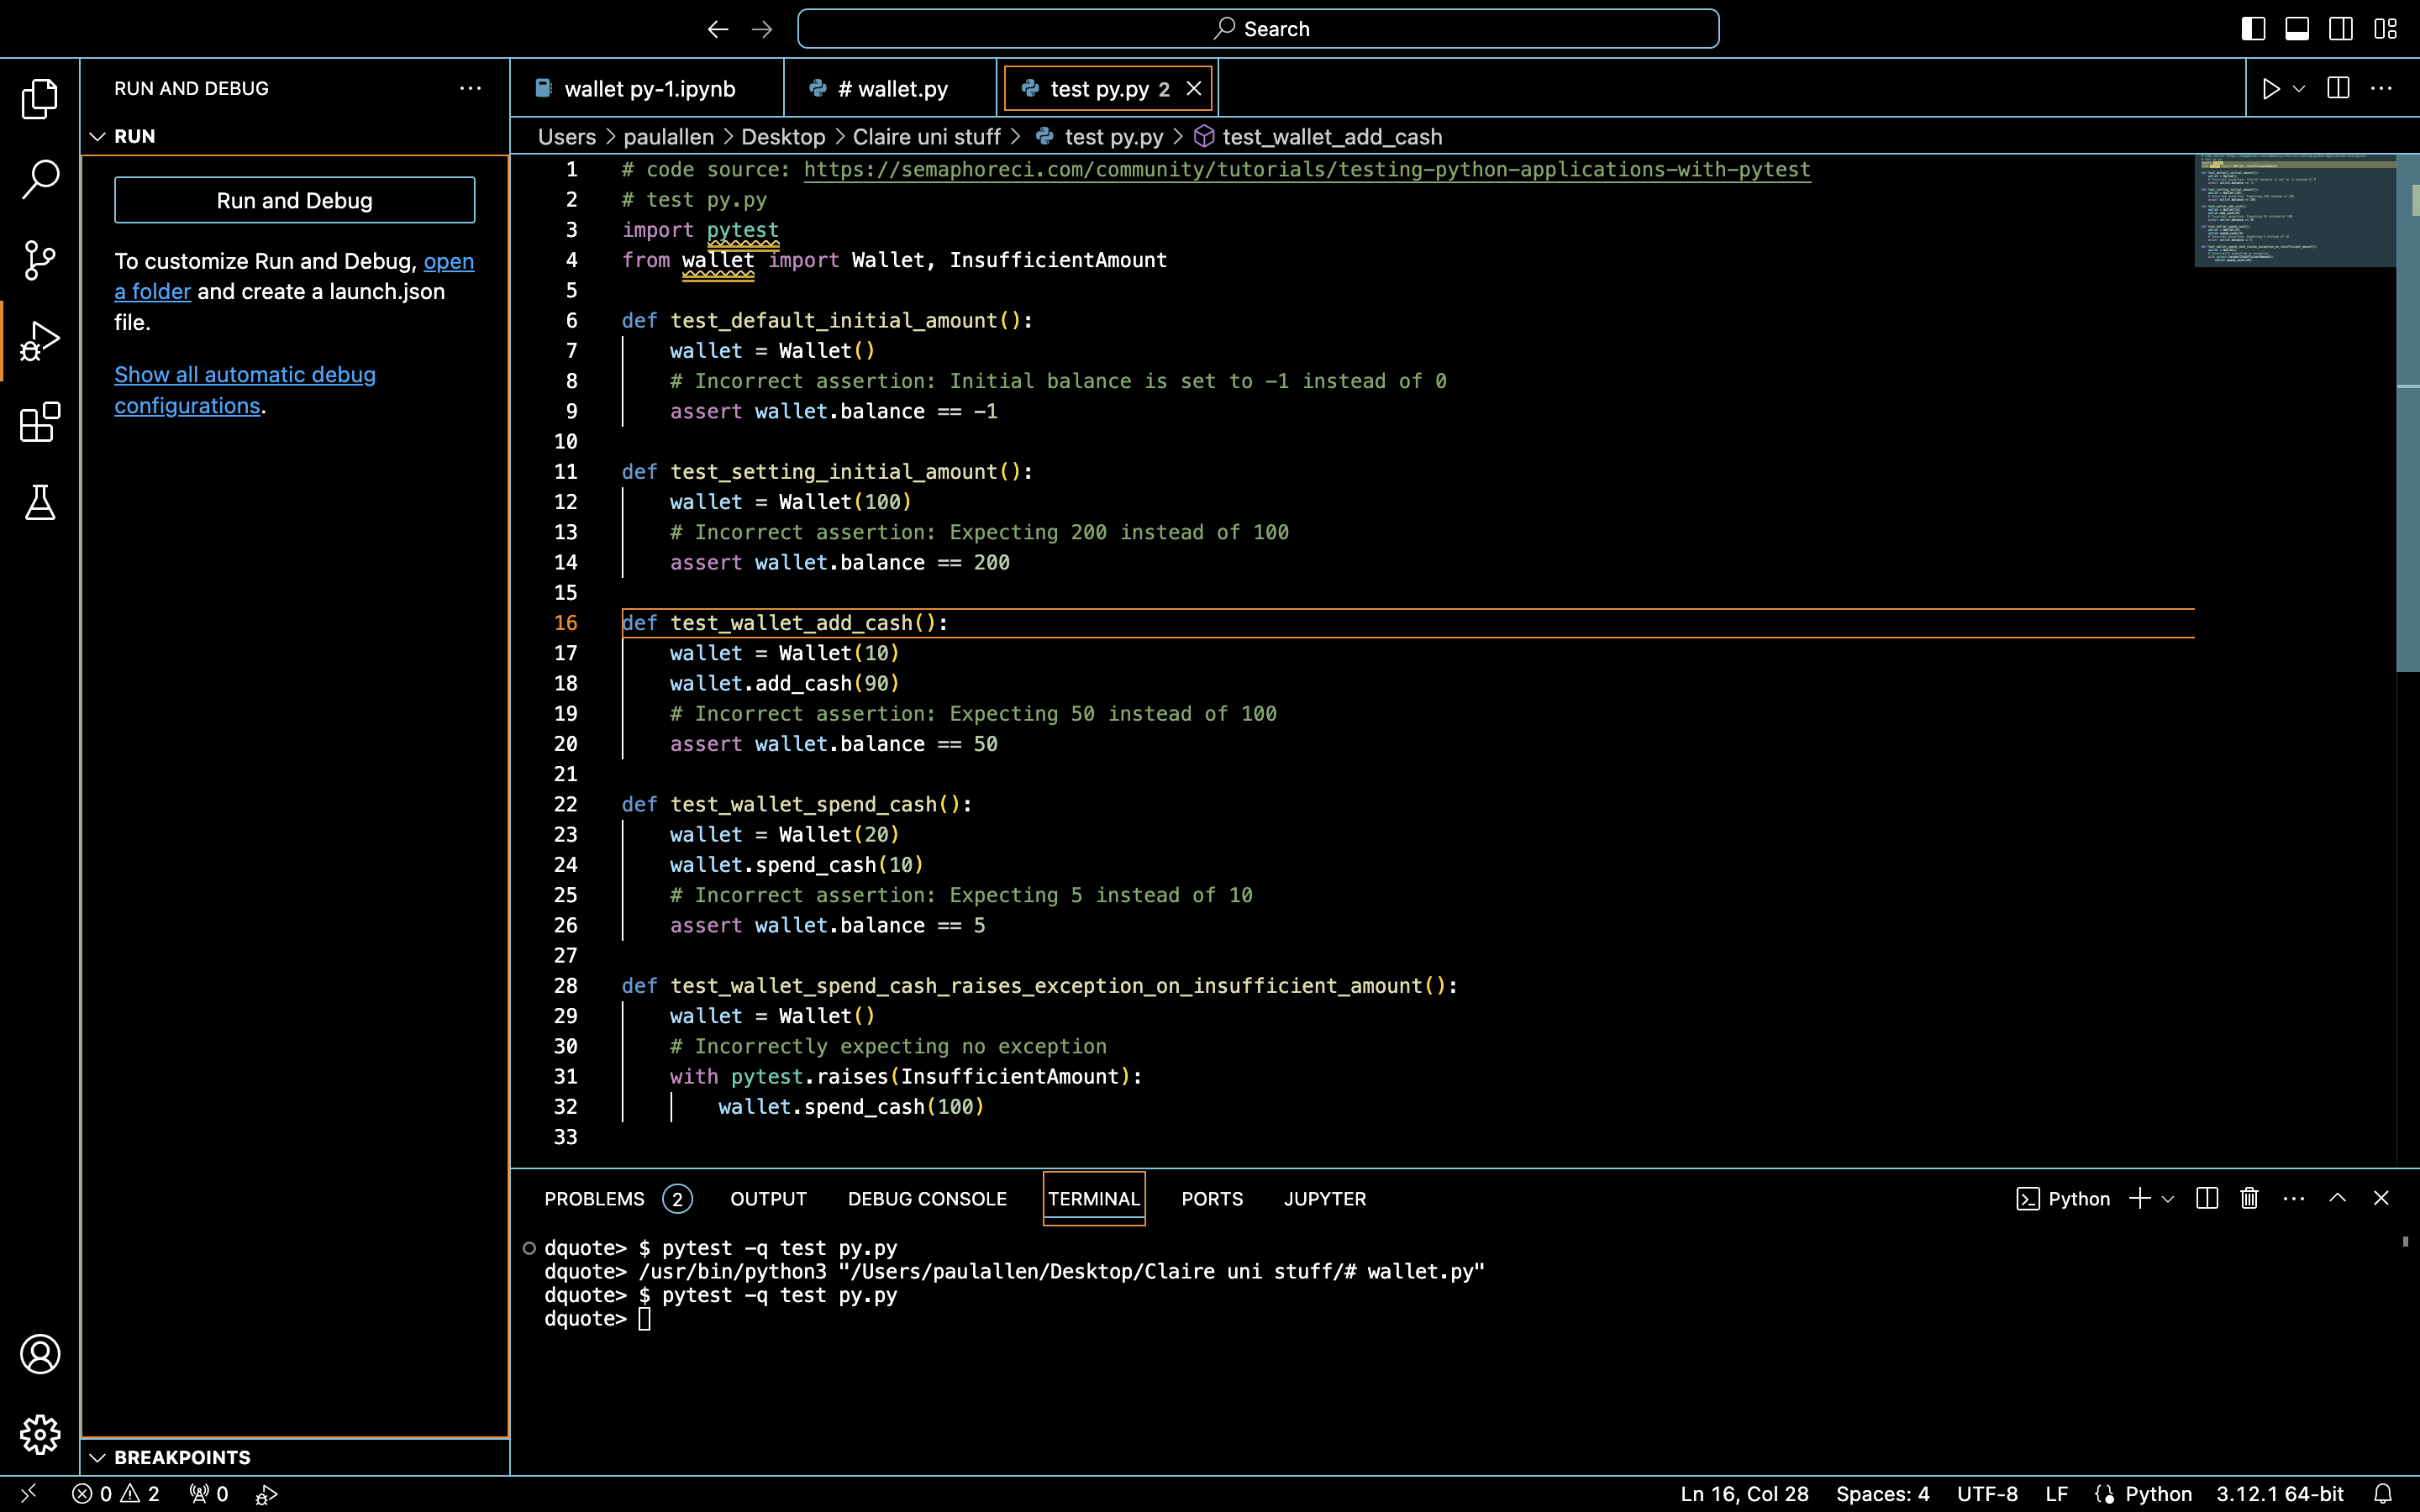 Search
RUN AND DEBUG
RUN
Run and Debug
To customize Run and Debug, open
a folder and create a launch.json
file.
Show all automatic debug
configurations.
BREAKPOINTS
wallet py-1.ipynb
# wallet.py
test py.py 2
Users > paulallen > Desktop > Claire uni stuff > test py.py > test_wallet_add_cash
1 # code source: https://semaphoreci.com/community/tutorials/testing-python-applications-with-pytest
2 # test py.py
3 import pytest
4 from wallet import Wallet, InsufficientAmount
5
6 def test_default_initial_amount():
7     wallet = Wallet()
8     # Incorrect assertion: Initial balance is set to -1 instead of 0
9     assert wallet.balance == -1
10
11 def test_setting_initial_amount():
12     wallet = Wallet(100)
13     # Incorrect assertion: Expecting 200 instead of 100
14     assert wallet.balance == 200
15
16 def test_wallet_add_cash():
17     wallet = Wallet(10)
18     wallet.add_cash(90)
19     # Incorrect assertion: Expecting 50 instead of 100
20     assert wallet.balance == 50
21
22 def test_wallet_spend_cash():
23     wallet = Wallet(20)
24     wallet.spend_cash(10)
25     # Incorrect assertion: Expecting 5 instead of 10
26     assert wallet.balance == 5
27
28 def test_wallet_spend_cash_raises_exception_on_insufficient_amount():
29     wallet = Wallet()
30     # Incorrectly expecting no exception
31     with pytest.raises(InsufficientAmount):
32         wallet.spend_cash(100)
33
PROBLEMS 2 OUTPUT DEBUG CONSOLE TERMINAL PORTS JUPYTER Python
dquote> $ pytest -q test py.py
dquote> /usr/bin/python3 "/Users/paulallen/Desktop/Claire uni stuff/# wallet.py"
dquote> $ pytest -q test py.py
dquote>
0 2 0 Ln 16, Col 28 Spaces: 4 UTF-8 LF Python 3.12.1 64-bit